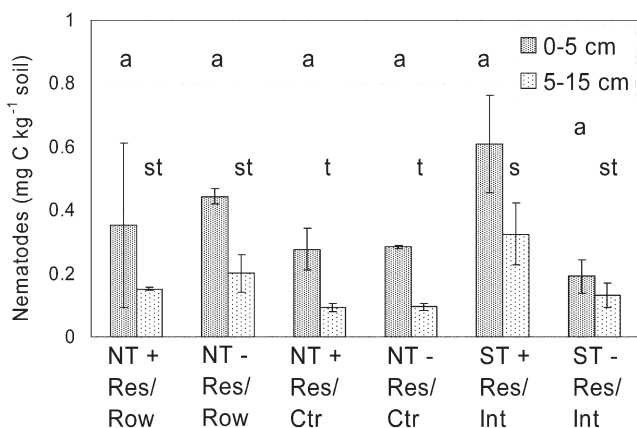 1
0.8
0.6
0.4
0.2
0
Nematodes (mg C kg⁻¹ soil)
a a a a a
0-5 cm
5-15 cm
a
st st t t s st
NT + NT - NT + NT - ST + ST -
Res/ Res/ Res/ Res/ Res/ Res/
Row Row Ctr Ctr Int Int